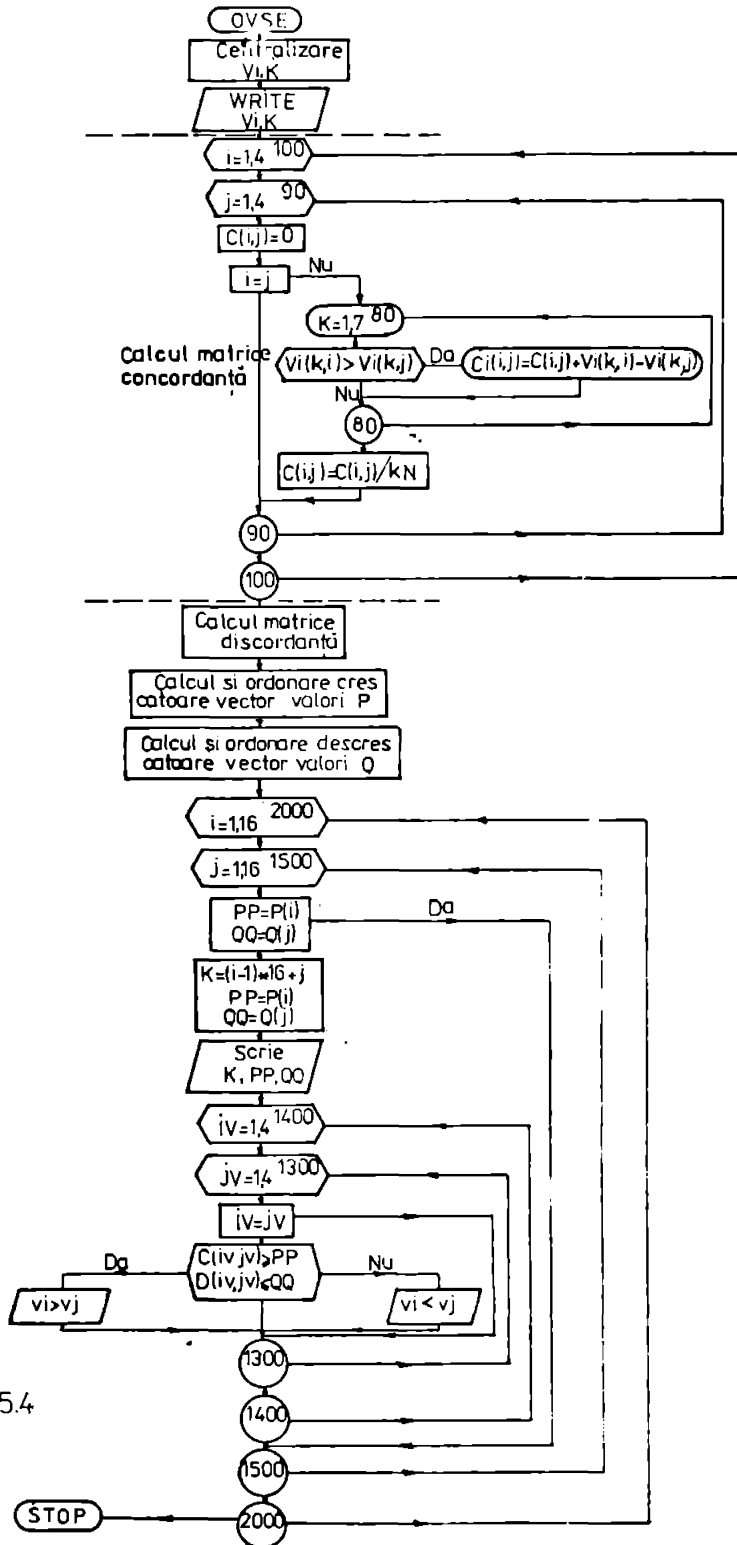 OVSE
Centralizare
Vi,K
WRITE
Vi,K
i=1,4 100
j=1,4 90
C(i,j)=0
i=j
Nu
K=1,7 80
Calcul matrice
concordanță
Vi(k,i)>Vi(k,j)
Da
Ci(i,j)=C(i,j)+Vi(k,i)-Vi(k,j)
Nu
80
C(i,j)=C(i,j)/kN
90
100
Calcul matrice
discordanță
Calcul si ordonare cres
catoare vector valori P
Calcul și ordonare descres
catoare vector valori Q
i=1,16 2000
j=1,16 1500
PP=P(i)
QQ=Q(j)
Da
K=(i-1)*16+j
PP=P(i)
QQ=Q(j)
Scrie
K, PP, QQ
iv=1,4 1400
jv=1,4 1300
iv=jv
C(iv,jv)⩾PP
D(iv,jv)⩽QQ
Da
Nu
vi>vj
vi<vj
1300
5.4
1400
1500
STOP
2000